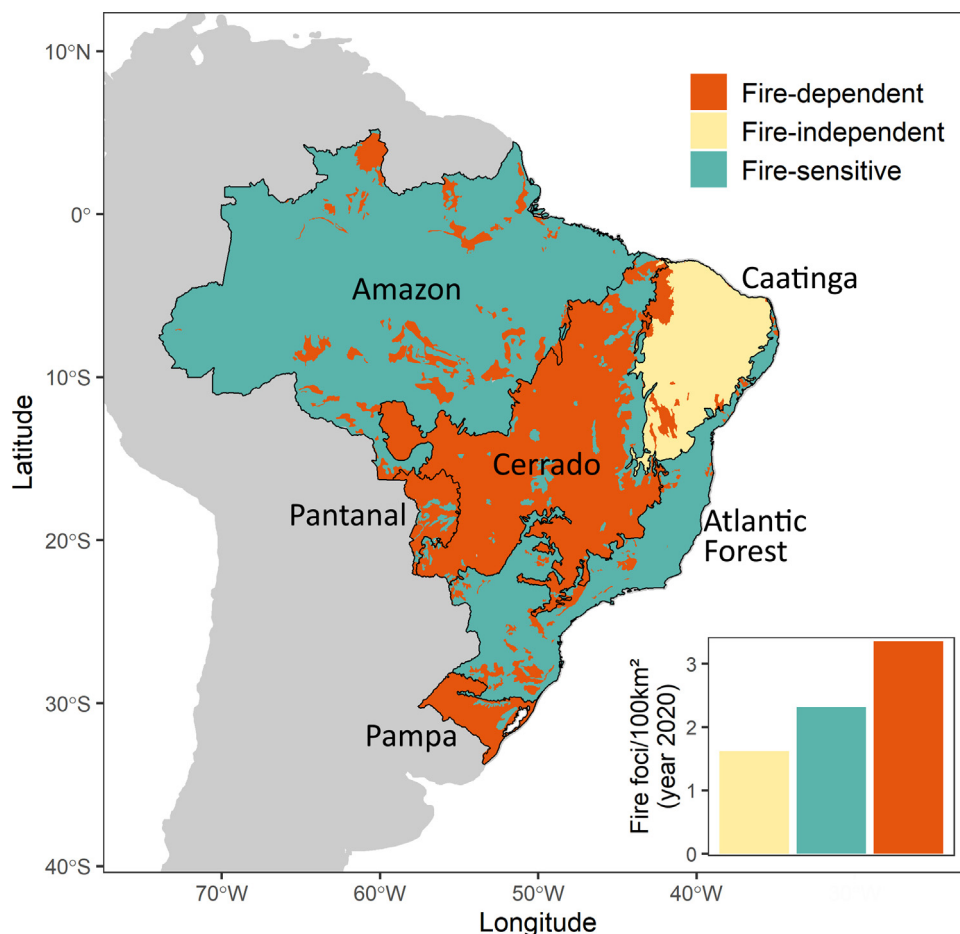 10°N
0°
10°S
20°S
30°S
40°S
Latitude
70°W
60°W
50°W
40°W
Longitude
Fire-dependent
Fire-independent
Fire-sensitive
Amazon
Caatinga
Cerrado
Pantanal
Atlantic
Forest
Pampa
Fire foci/100km²
(year 2020)
3
2
1
0